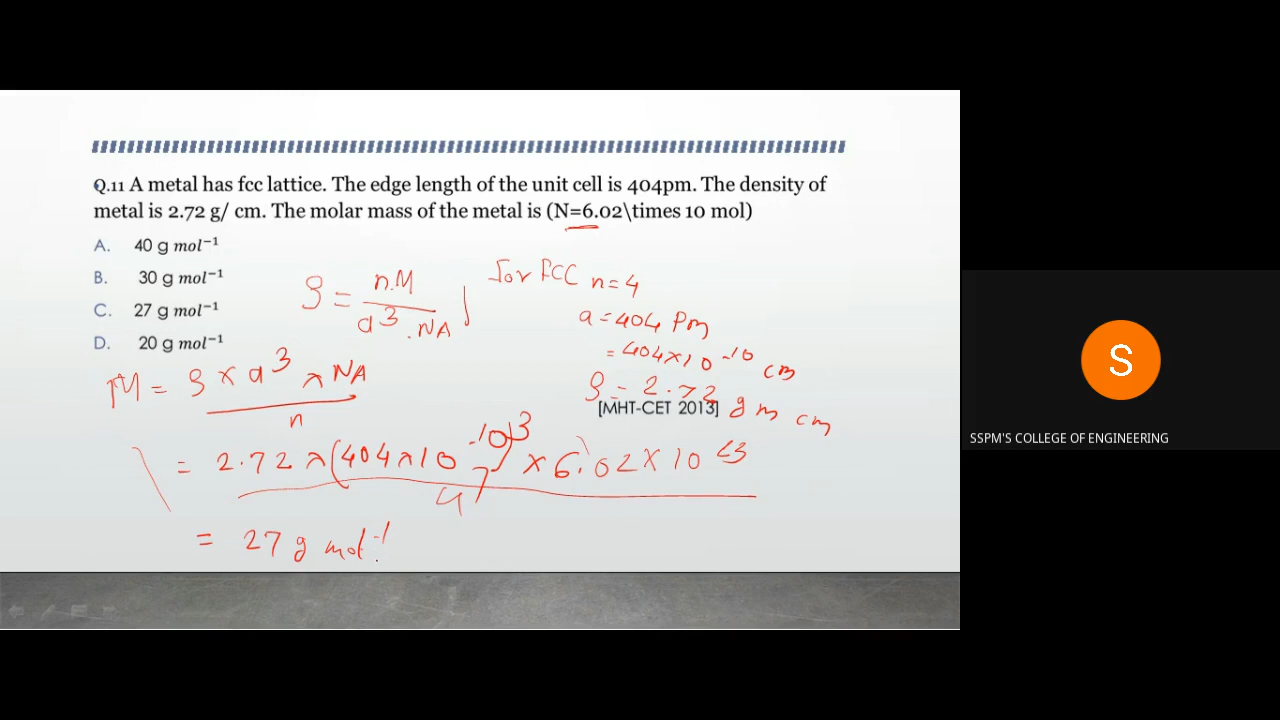 Q.11 A metal has fcc lattice. The edge length of the unit cell is 404pm. The density of
metal is 2.72 g/ cm. The molar mass of the metal is (N=6.02\times 10 mol)
A. 40 g mol⁻¹
B. 30 g mol⁻¹
C. 27 g mol⁻¹
D. 20 g mol⁻¹
S = n.M / a³ . NA
for FCC n=4
a = 404 Pm
= 404×10⁻¹⁰ cm
S = 2.72 gm cm
[MHT-CET 2013]
M = S × a³ × NA / n
= 2.72 × (404×10⁻¹⁰)³ × 6.02×10²³ / 4
= 27 g mol⁻¹
S
SSPM'S COLLEGE OF ENGINEERING